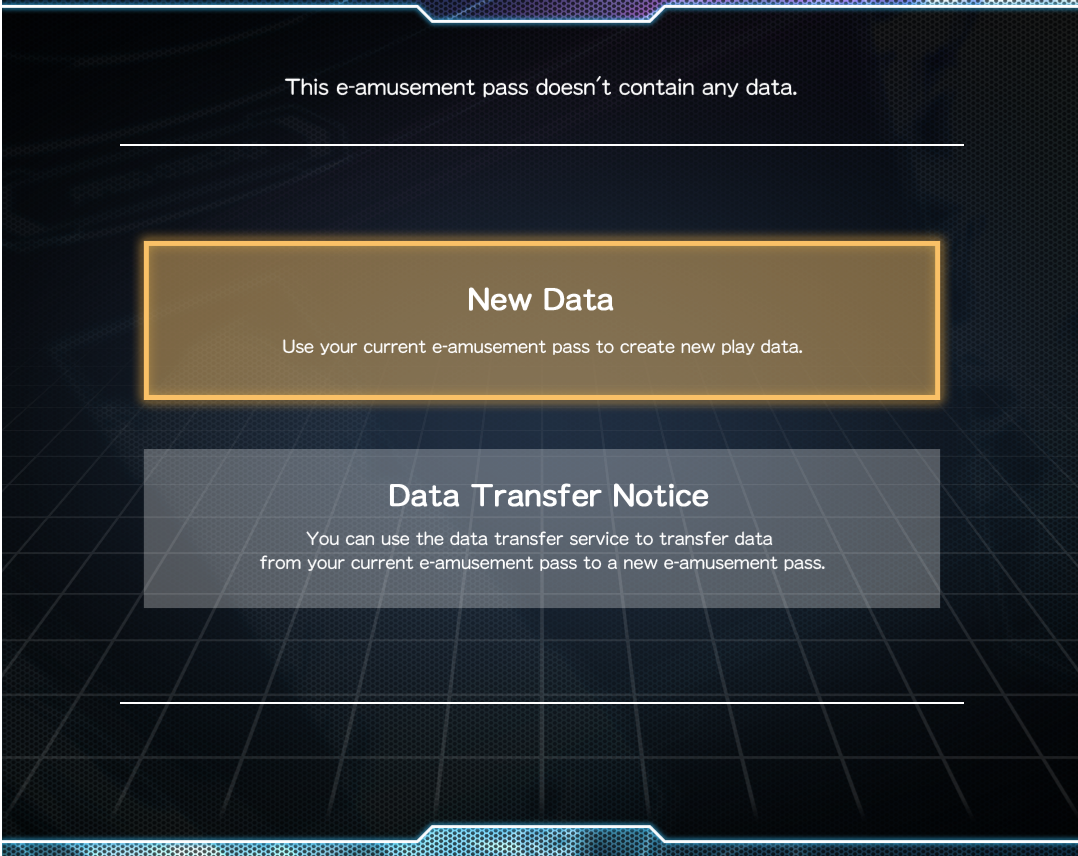 This e-amusement pass doesn´t contain any data.
New Data
Use your current e-amusement pass to create new play data.
Data Transfer Notice
You can use the data transfer service to transfer data
from your current e-amusement pass to a new e-amusement pass.